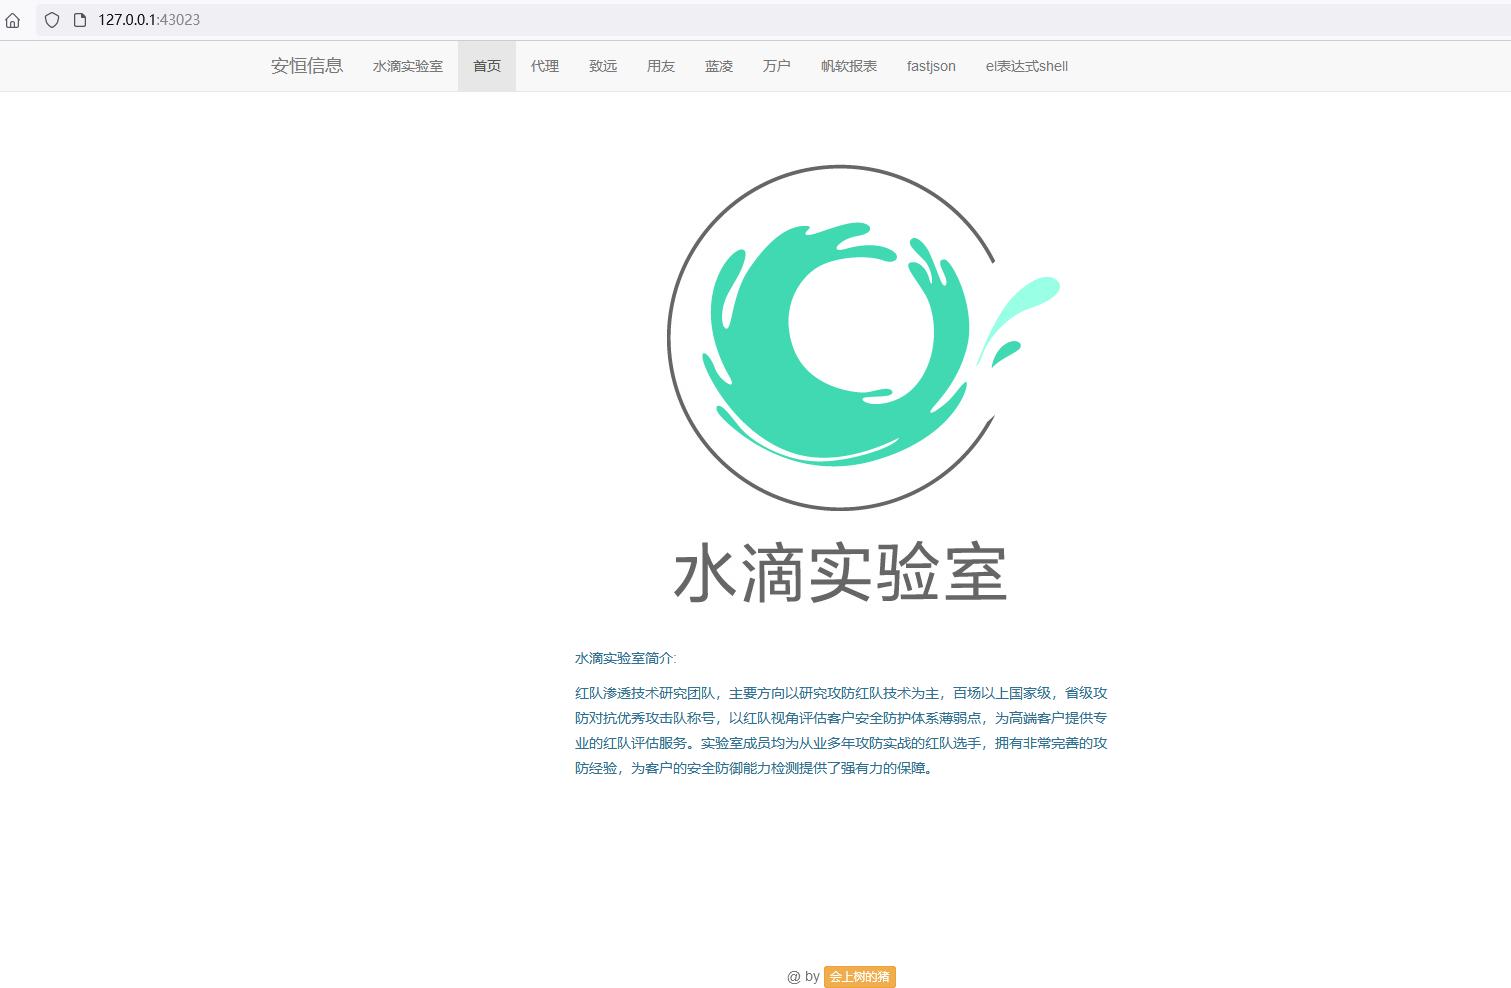 127.0.0.1:43023
安恒信息 水滴实验室 首页 代理 致远 用友 蓝凌 万户 帆软报表 fastjson el表达式shell
水滴实验室
水滴实验室简介:
红队渗透技术研究团队，主要方向以研究攻防红队技术为主，百场以上国家级，省级攻
防对抗优秀攻击队称号，以红队视角评估客户安全防护体系薄弱点，为高端客户提供专
业的红队评估服务。实验室成员均为从业多年攻防实战的红队选手，拥有非常完善的攻
防经验，为客户的安全防御能力检测提供了强有力的保障。
@ by 会上树的猪